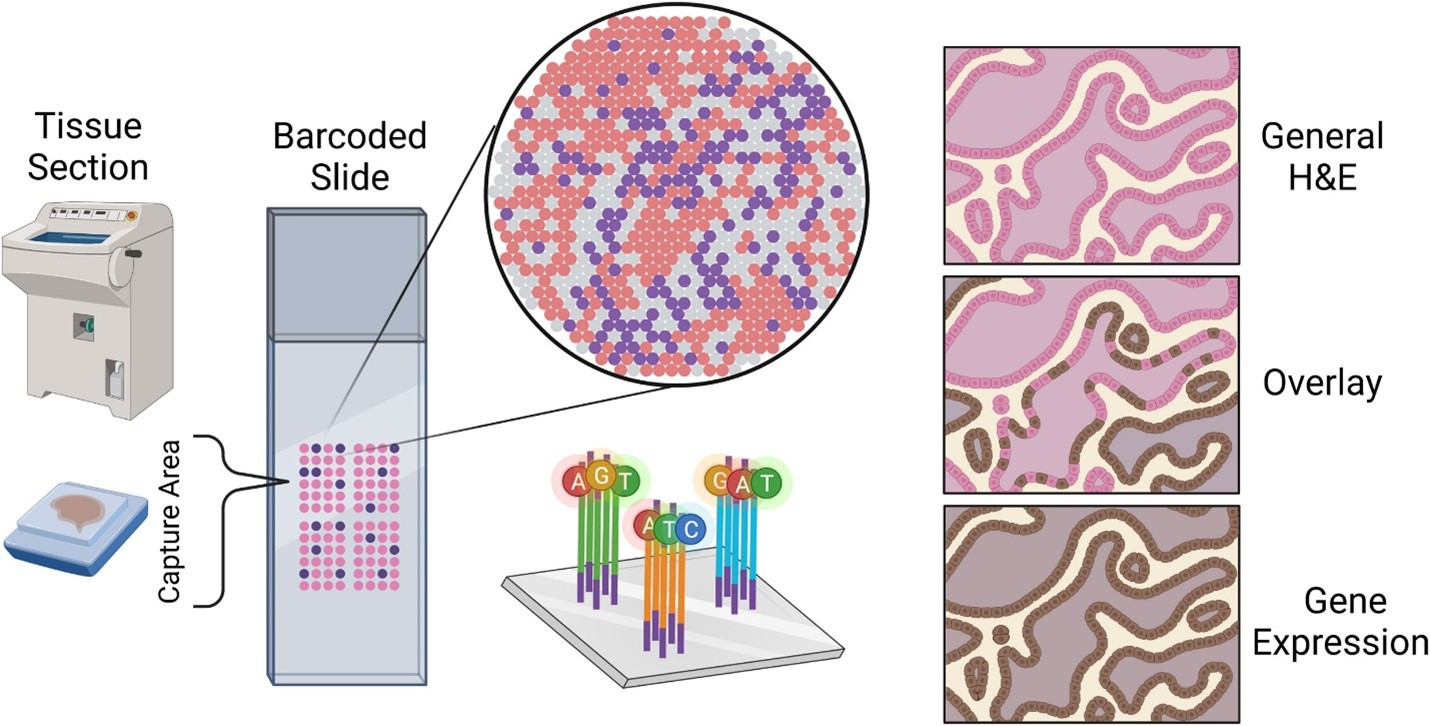 Tissue
Section
Barcoded
Slide
Capture Area
A G T
A T C
G A T
General
H&E
Overlay
Gene
Expression